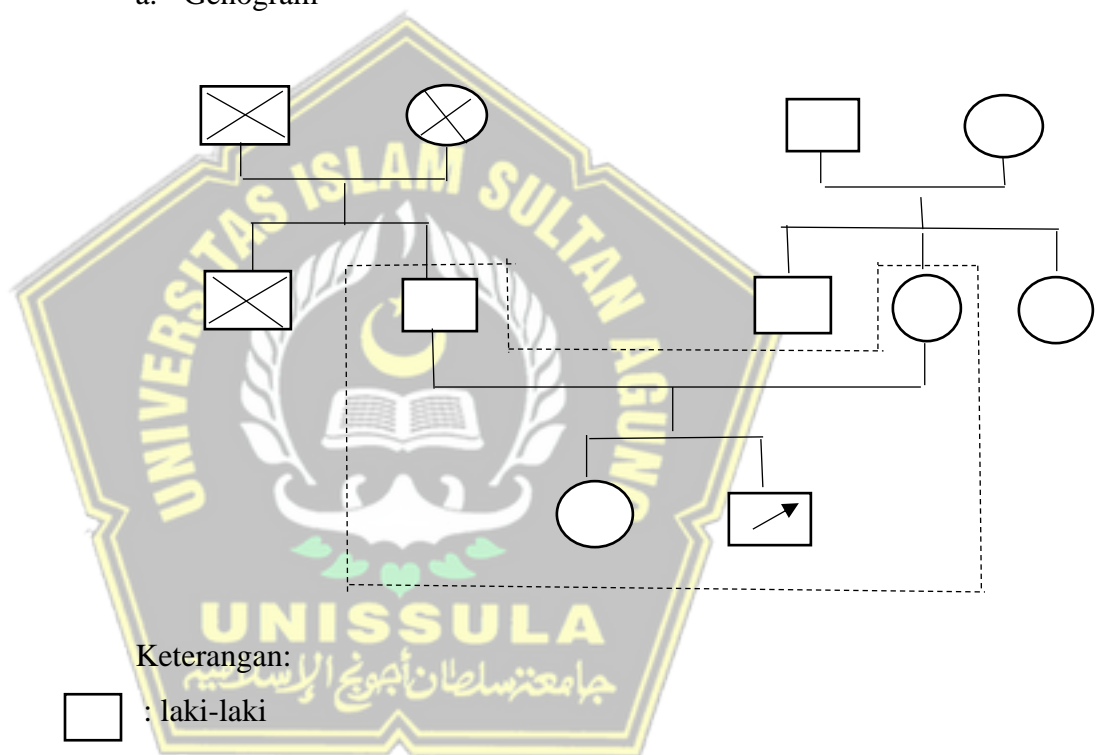 a. Genogram
UNIVERSITAS ISLAM SULTAN AGUNG
UNISSULA
Keterangan:
جامعة سلطان أجونج الإسلامية
: laki-laki